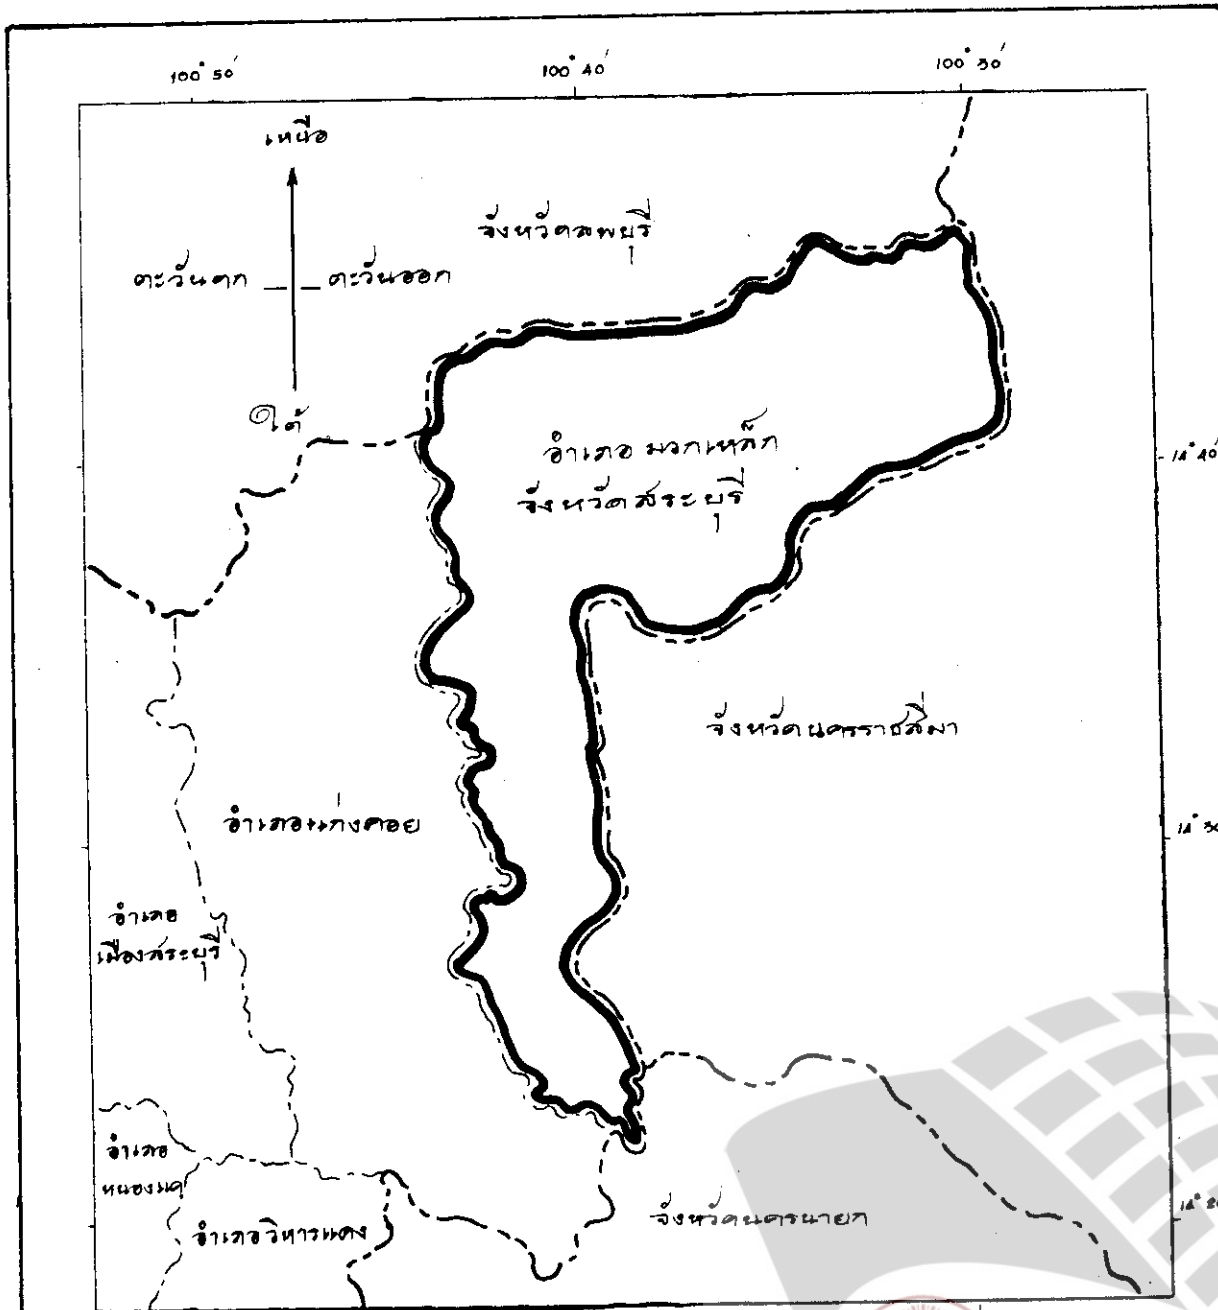 100° 50'
100° 40'
100° 30'
เหนือ
จังหวัดลพบุรี
ตะวันตก
ตะวันออก
ใต้
อำเภอ มวกเหล็ก
จังหวัดสระบุรี
14° 40'
จังหวัดนครราชสีมา
อำเภอแก่งคอย
14° 30
อำเภอ
เมืองสระบุรี
อำเภอ
หนองแค
อำเภอวิหารแดง
จังหวัดนครนายก
14° 20